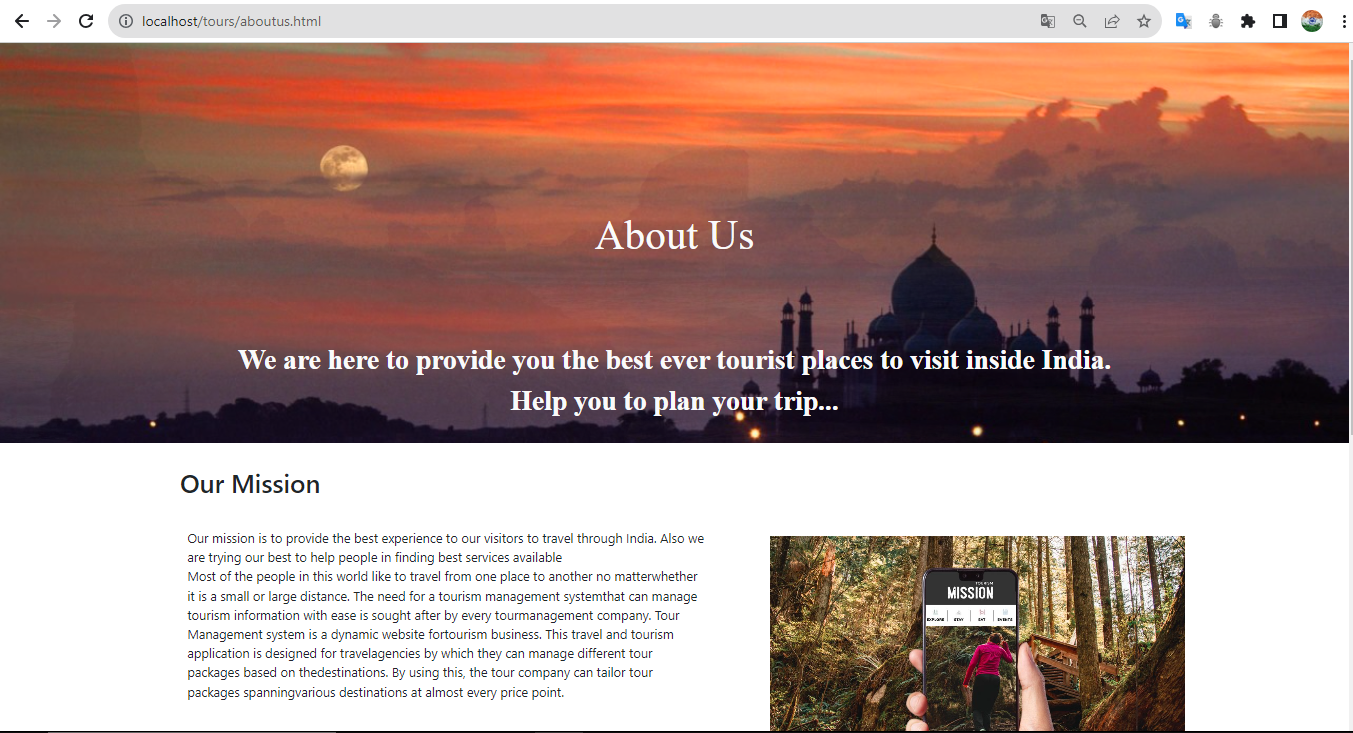 localhost/tours/aboutus.html
About Us
We are here to provide you the best ever tourist places to visit inside India.
Help you to plan your trip...
Our Mission
Our mission is to provide the best experience to our visitors to travel through India. Also we
are trying our best to help people in finding best services available
Most of the people in this world like to travel from one place to another no matterwhether
it is a small or large distance. The need for a tourism management systemthat can manage
tourism information with ease is sought after by every tourmanagement company. Tour
Management system is a dynamic website fortourism business. This travel and tourism
application is designed for travelagencies by which they can manage different tour
packages based on thedestinations. By using this, the tour company can tailor tour
packages spanningvarious destinations at almost every price point.
TOURISM
MISSION
EXPLORE STAY EAT EVENTS